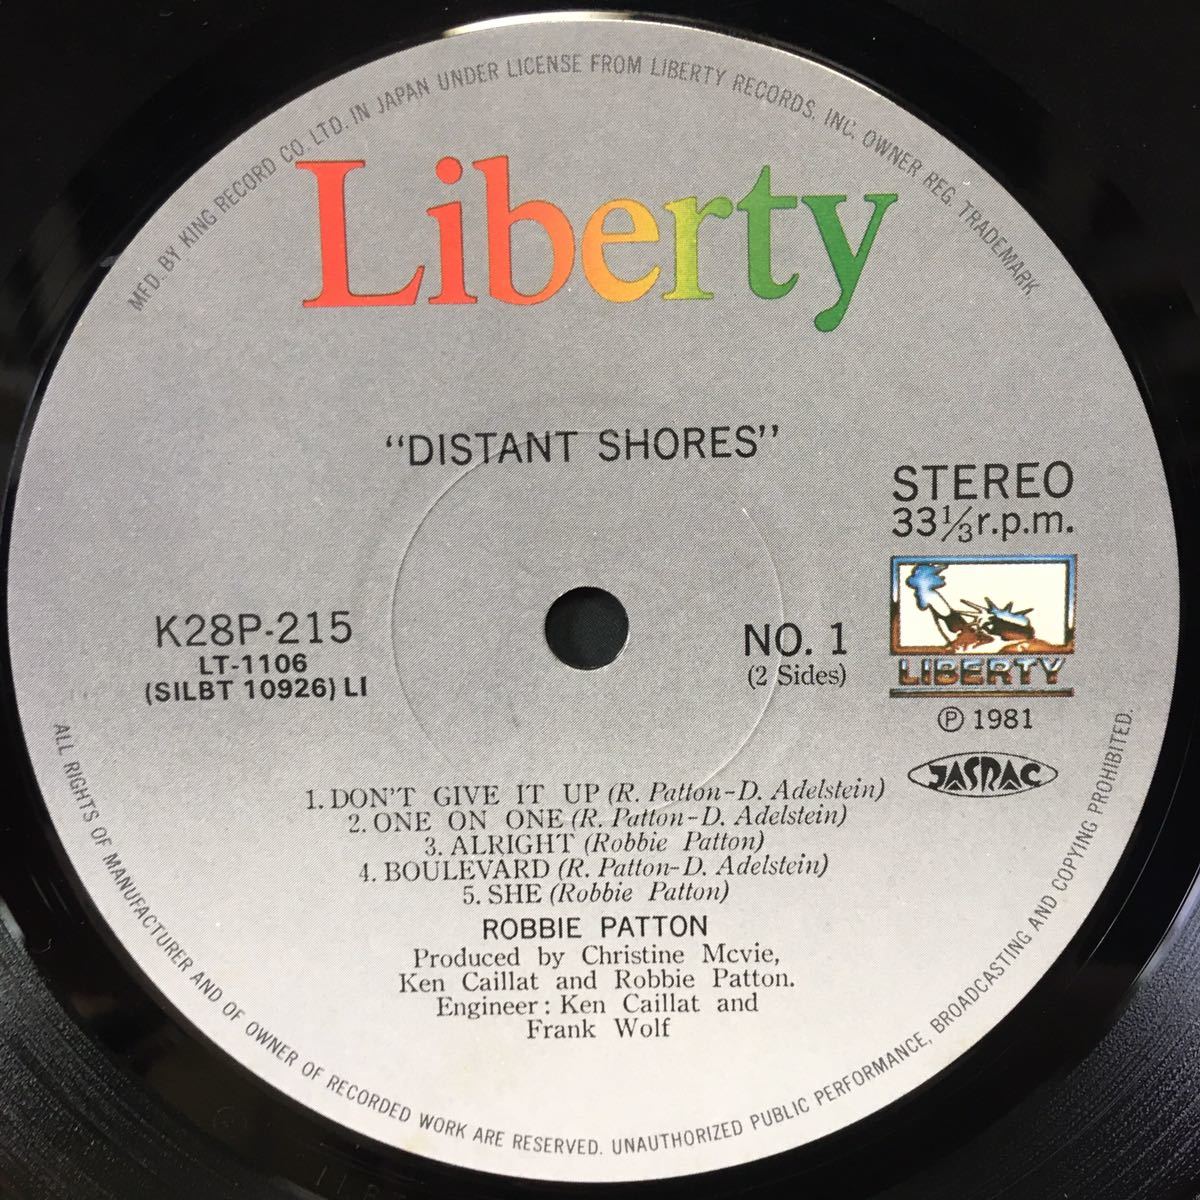 MFD. BY KING RECORD CO. LTD. IN JAPAN UNDER LICENSE FROM LIBERTY RECORDS, INC. OWNER REG. TRADEMARK
Liberty
"DISTANT SHORES"
STEREO
33⅓r.p.m.
K28P-215
LT-1106
(SILBT 10926) LI
NO. 1
(2 Sides)
LIBERTY
Ⓟ 1981
JASRAC
1. DON'T GIVE IT UP (R. Patton-D. Adelstein)
2. ONE ON ONE (R. Patton-D. Adelstein)
3. ALRIGHT (Robbie Patton)
4. BOULEVARD (R. Patton-D. Adelstein)
5. SHE (Robbie Patton)
ROBBIE PATTON
Produced by Christine Mcvie,
Ken Caillat and Robbie Patton.
Engineer: Ken Caillat and
Frank Wolf
ALL RIGHTS OF MANUFACTURER AND OF OWNER OF RECORDED WORK ARE RESERVED. UNAUTHORIZED PUBLIC PERFORMANCE, BROADCASTING AND COPYING PROHIBITED.